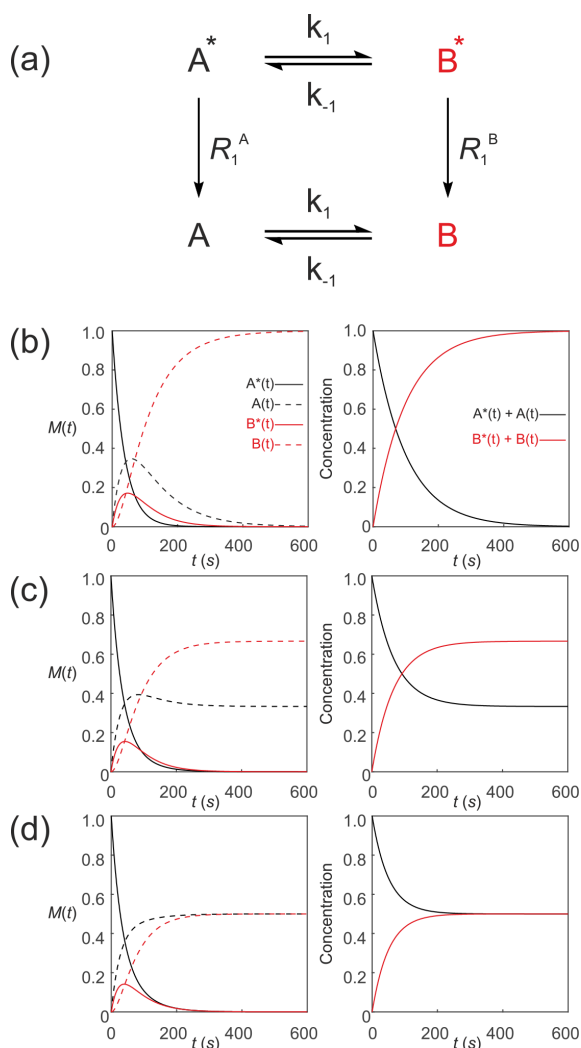 (a)
A* k₁ B*
k₋₁
R₁ᴬ R₁ᴮ
A k₁ B
k₋₁
(b)
1.0 1.0
0.8 0.8
0.6 0.6
0.4 0.4
0.2 0.2
0 0
M(t) Concentration
A*(t)
A(t)
B*(t)
B(t)
A*(t) + A(t)
B*(t) + B(t)
0 200 400 600 0 200 400 600
t (s) t (s)
(c)
1.0 1.0
0.8 0.8
0.6 0.6
0.4 0.4
0.2 0.2
0 0
M(t) Concentration
0 200 400 600 0 200 400 600
t (s) t (s)
(d)
1.0 1.0
0.8 0.8
0.6 0.6
0.4 0.4
0.2 0.2
0 0
M(t) Concentration
0 200 400 600 0 200 400 600
t (s) t (s)